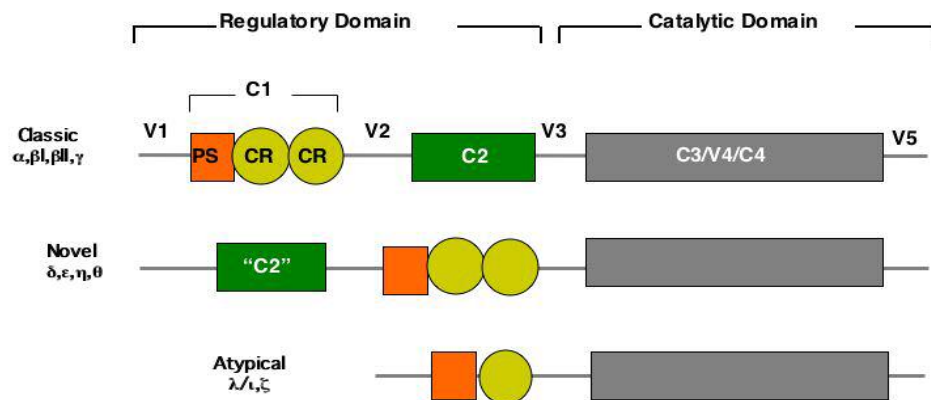 Regulatory Domain
Catalytic Domain
C1
Classic
α,βI,βII,γ
V1
PS
CR
CR
V2
C2
V3
C3/V4/C4
V5
Novel
δ,ε,η,θ
“C2”
Atypical
λ/ι,ζ